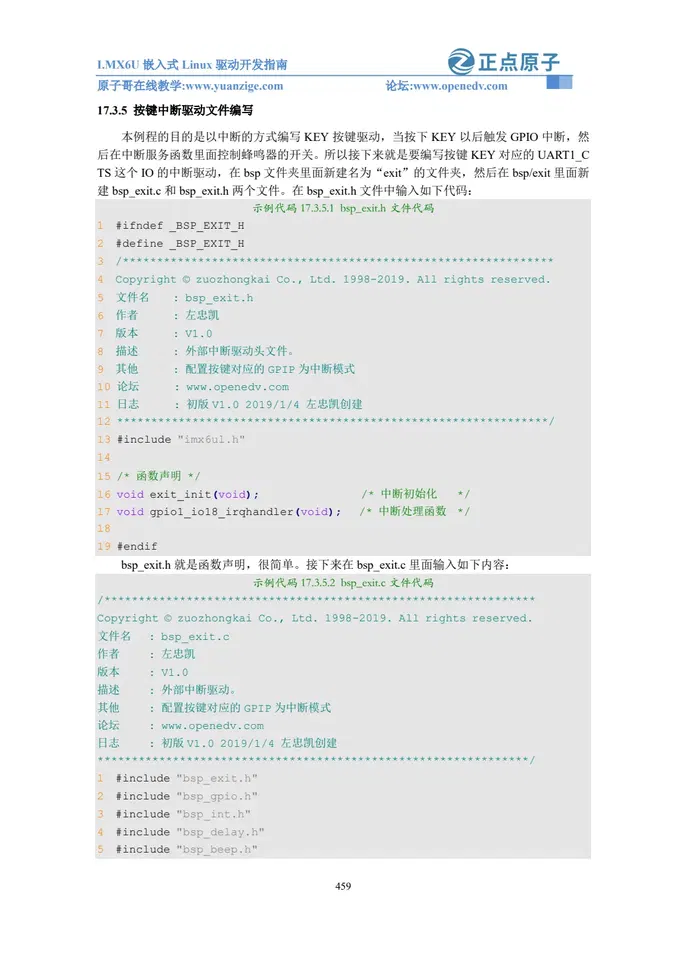 I.MX6U 嵌入式 Linux 驱动开发指南
正点原子
原子哥在线教学:www.yuanzige.com 论坛:www.openedv.com
17.3.5 按键中断驱动文件编写
本例程的目的是以中断的方式编写 KEY 按键驱动，当按下 KEY 以后触发 GPIO 中断，然
后在中断服务函数里面控制蜂鸣器的开关。所以接下来就是要编写按键 KEY 对应的 UART1_C
TS 这个 IO 的中断驱动，在 bsp 文件夹里面新建名为“exit”的文件夹，然后在 bsp/exit 里面新
建 bsp_exit.c 和 bsp_exit.h 两个文件。在 bsp_exit.h 文件中输入如下代码：
示例代码 17.3.5.1 bsp_exit.h 文件代码
1 #ifndef _BSP_EXIT_H
2 #define _BSP_EXIT_H
3 /***************************************************************
4 Copyright © zuozhongkai Co., Ltd. 1998-2019. All rights reserved.
5 文件名 : bsp_exit.h
6 作者 : 左忠凯
7 版本 : V1.0
8 描述 : 外部中断驱动头文件。
9 其他 : 配置按键对应的 GPIP 为中断模式
10 论坛 : www.openedv.com
11 日志 : 初版 V1.0 2019/1/4 左忠凯创建
12 ***************************************************************/
13 #include "imx6ul.h"
14
15 /* 函数声明 */
16 void exit_init(void); /* 中断初始化 */
17 void gpio1_io18_irqhandler(void); /* 中断处理函数 */
18
19 #endif
bsp_exit.h 就是函数声明，很简单。接下来在 bsp_exit.c 里面输入如下内容：
示例代码 17.3.5.2 bsp_exit.c 文件代码
/***************************************************************
Copyright © zuozhongkai Co., Ltd. 1998-2019. All rights reserved.
文件名 : bsp_exit.c
作者 : 左忠凯
版本 : V1.0
描述 : 外部中断驱动。
其他 : 配置按键对应的 GPIP 为中断模式
论坛 : www.openedv.com
日志 : 初版 V1.0 2019/1/4 左忠凯创建
***************************************************************/
1 #include "bsp_exit.h"
2 #include "bsp_gpio.h"
3 #include "bsp_int.h"
4 #include "bsp_delay.h"
5 #include "bsp_beep.h"
459